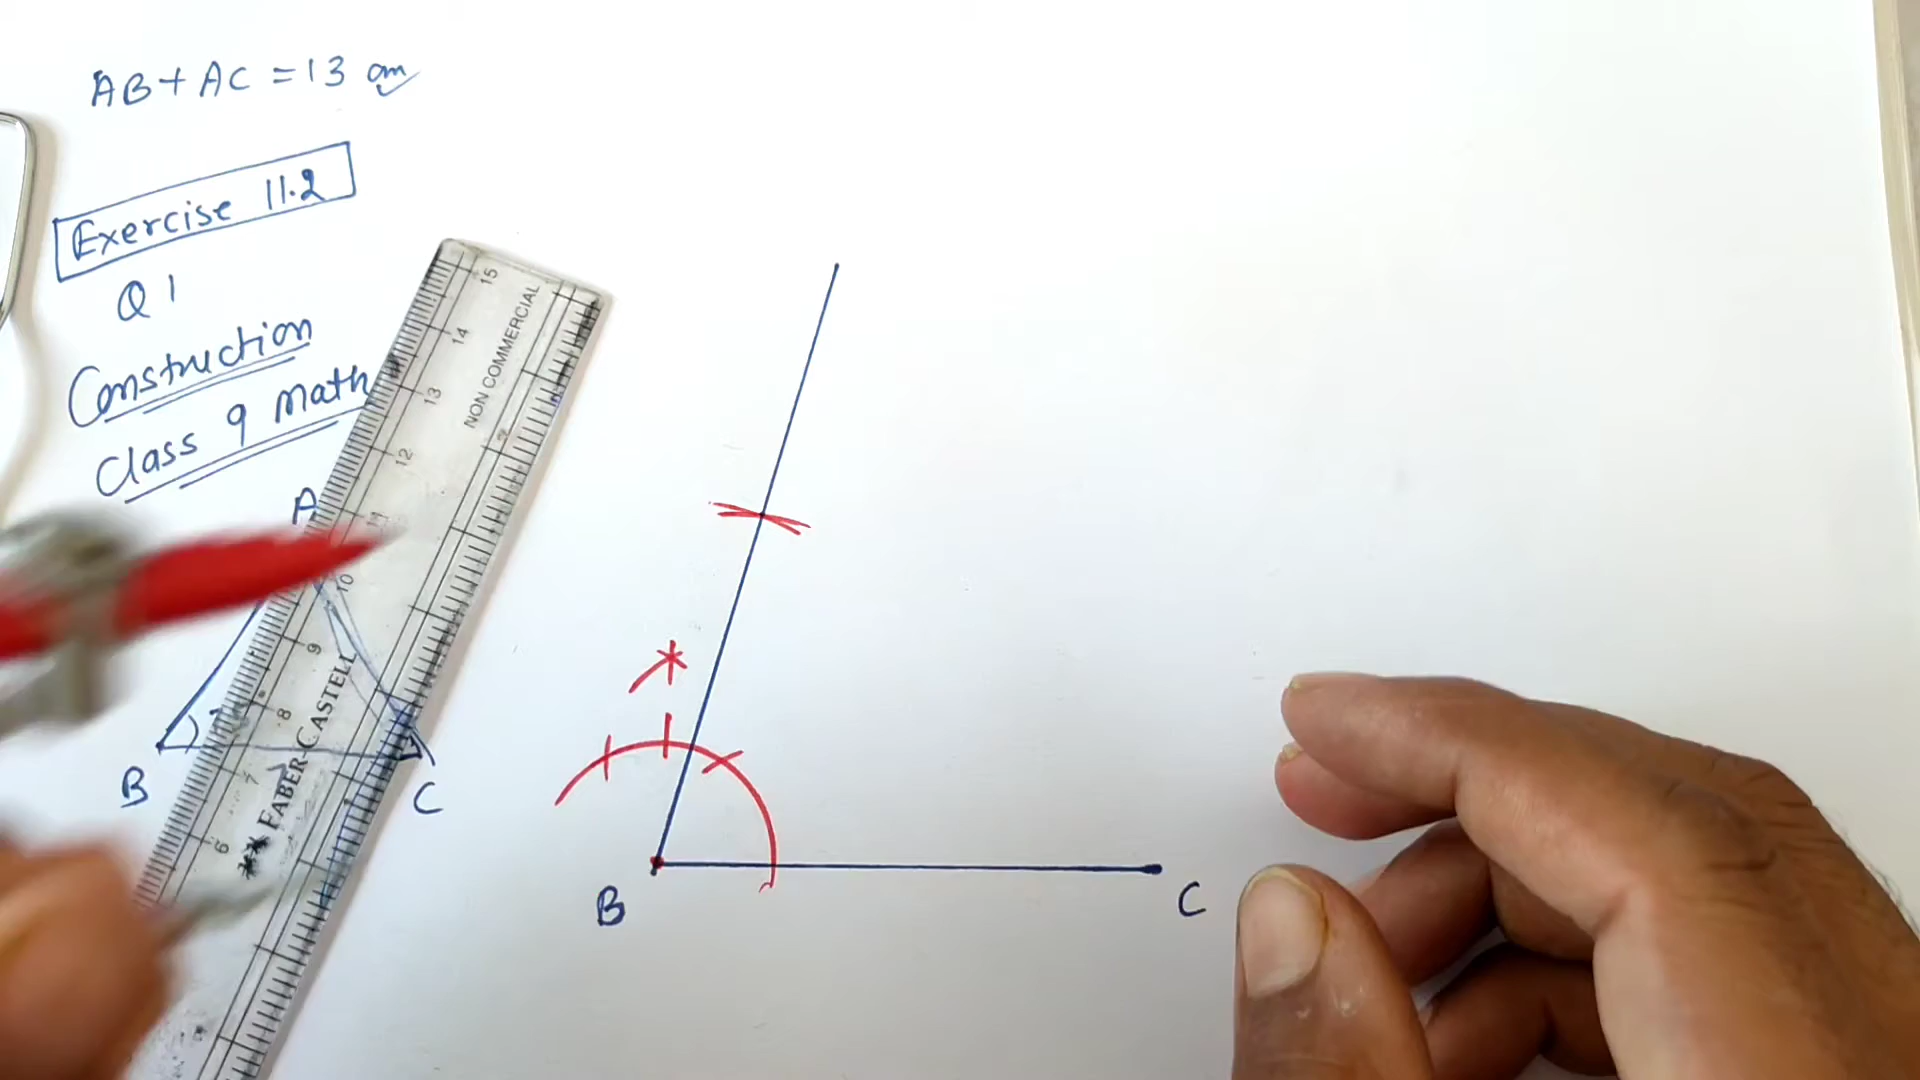 AB + AC = 13 cm
Exercise 11.2
Q 1
Construction
Class 9 math
A
B
C
15
14
13
12
11
10
9
8
7
6
NON COMMERCIAL
FABER-CASTELL
B
C